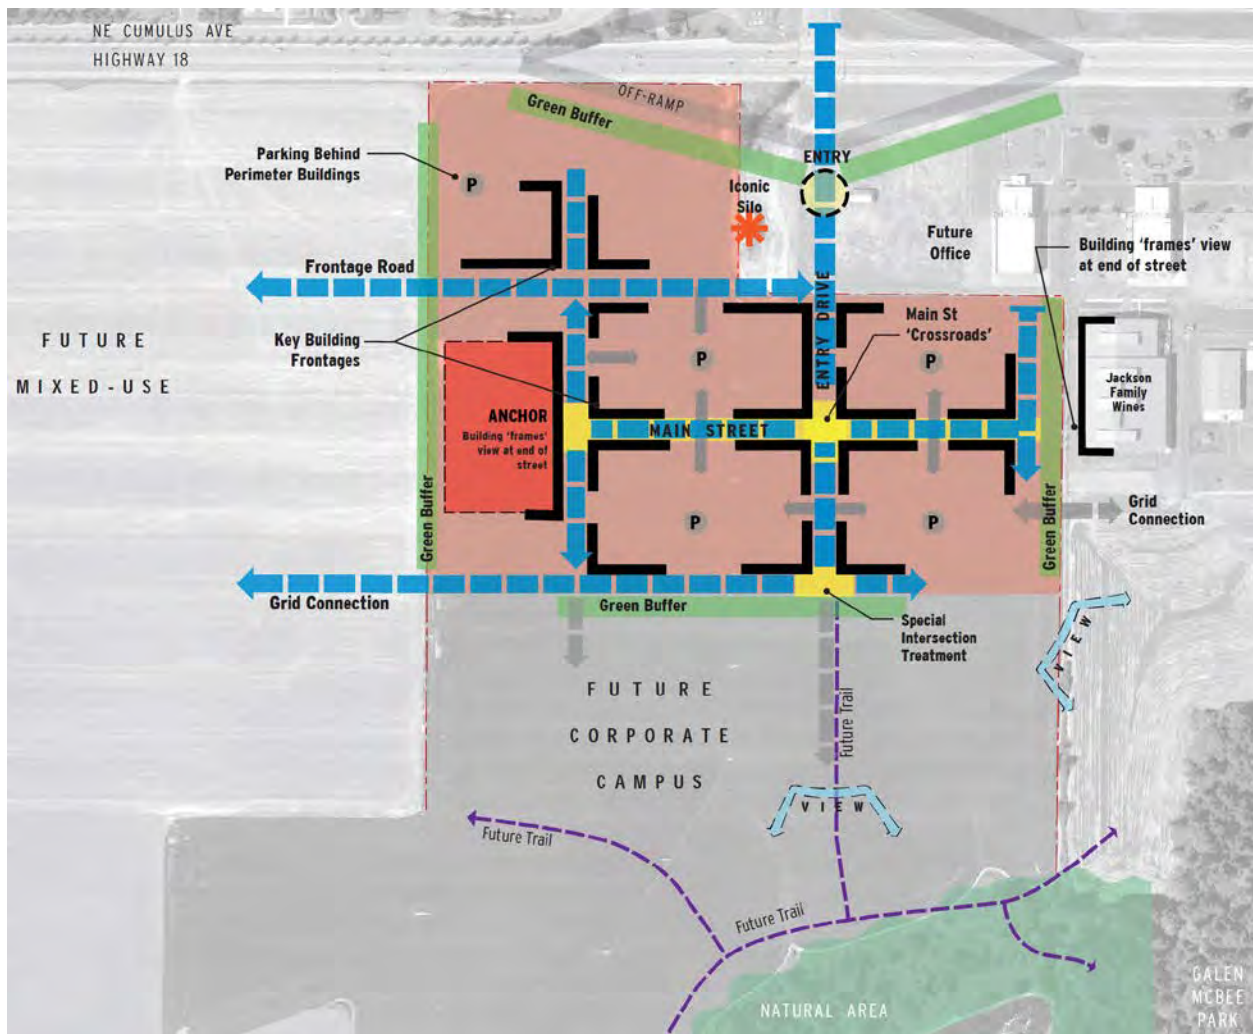 NE CUMULUS AVE
HIGHWAY 18
OFF-RAMP
Green Buffer
Parking Behind
Perimeter Buildings
P
ENTRY
Iconic
Silo
Future
Office
Building ‘frames’ view
at end of street
Frontage Road
ENTRY DRIVE
Main St
‘Crossroads’
FUTURE
MIXED-USE
Key Building
Frontages
P
P
Jackson
Family
Wines
ANCHOR
Building ‘frames’
view at end of
street
MAIN STREET
Green Buffer
P
P
Green Buffer
Grid
Connection
Grid Connection
Green Buffer
Special
Intersection
Treatment
VIEW
FUTURE
CORPORATE
CAMPUS
Future Trail
VIEW
Future Trail
Future Trail
NATURAL AREA
GALEN
MCBEE
PARK